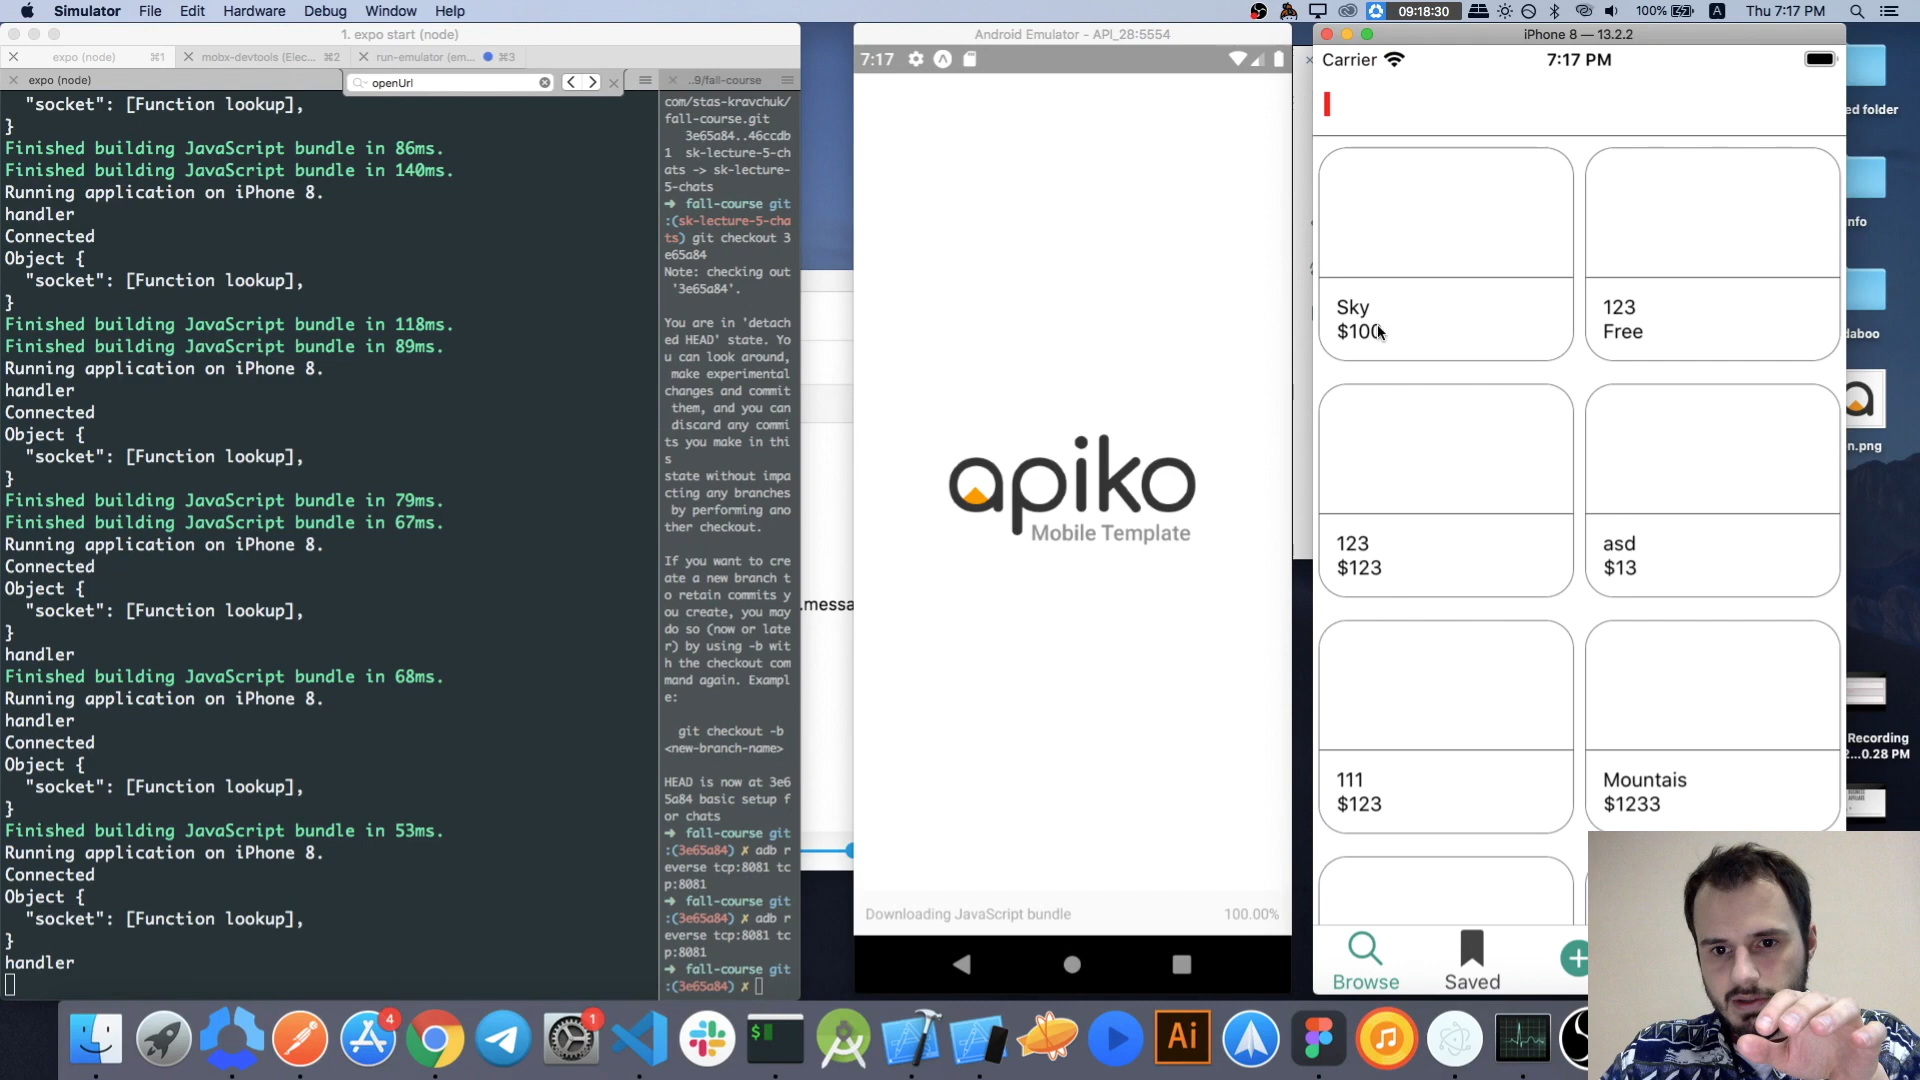 Simulator File Edit Hardware Debug Window Help
09:18:30 100% A Thu 7:17 PM
1. expo start (node)
expo (node) ⌘1 mobx-devtools (Elec... ⌘2 run-emulator (em... ⌘3
expo (node)
openUrl
"socket": [Function lookup],
}
Finished building JavaScript bundle in 86ms.
Finished building JavaScript bundle in 140ms.
Running application on iPhone 8.
handler
Connected
Object {
"socket": [Function lookup],
}
Finished building JavaScript bundle in 118ms.
Finished building JavaScript bundle in 89ms.
Running application on iPhone 8.
handler
Connected
Object {
"socket": [Function lookup],
}
Finished building JavaScript bundle in 79ms.
Finished building JavaScript bundle in 67ms.
Running application on iPhone 8.
Connected
Object {
"socket": [Function lookup],
}
handler
Finished building JavaScript bundle in 68ms.
Running application on iPhone 8.
handler
Connected
Object {
"socket": [Function lookup],
}
Finished building JavaScript bundle in 53ms.
Running application on iPhone 8.
Connected
Object {
"socket": [Function lookup],
}
handler
..9/fall-course
com/stas-kravchuk/
fall-course.git
3e65a84..46ccdb
1 sk-lecture-5-ch
ats -> sk-lecture-
5-chats
→ fall-course git
:(sk-lecture-5-cha
ts) git checkout 3
e65a84
Note: checking out
'3e65a84'.
You are in 'detach
ed HEAD' state. Yo
u can look around,
make experimental
changes and commit
them, and you can
discard any commi
ts you make in thi
s
state without impa
cting any branches
by performing ano
ther checkout.
If you want to cre
ate a new branch t
o retain commits y
ou create, you may
do so (now or late
r) by using -b wit
h the checkout com
mand again. Exampl
e:
git checkout -b
<new-branch-name>
HEAD is now at 3e6
5a84 basic setup f
or chats
→ fall-course git
:(3e65a84) ✗ adb r
everse tcp:8081 tc
p:8081
→ fall-course git
:(3e65a84) ✗ adb r
everse tcp:8081 tc
p:8081
→ fall-course git
:(3e65a84) ✗
.messa
Android Emulator - API_28:5554
7:17
apiko
Mobile Template
Downloading JavaScript bundle 100.00%
iPhone 8 — 13.2.2
Carrier 7:17 PM
Sky
$100
123
Free
123
$123
asd
$13
111
$123
Mountais
$1233
Browse Saved
ed folder
nfo
daboo
n.png
Recording
2...0.28 PM
4
1
$
Ai